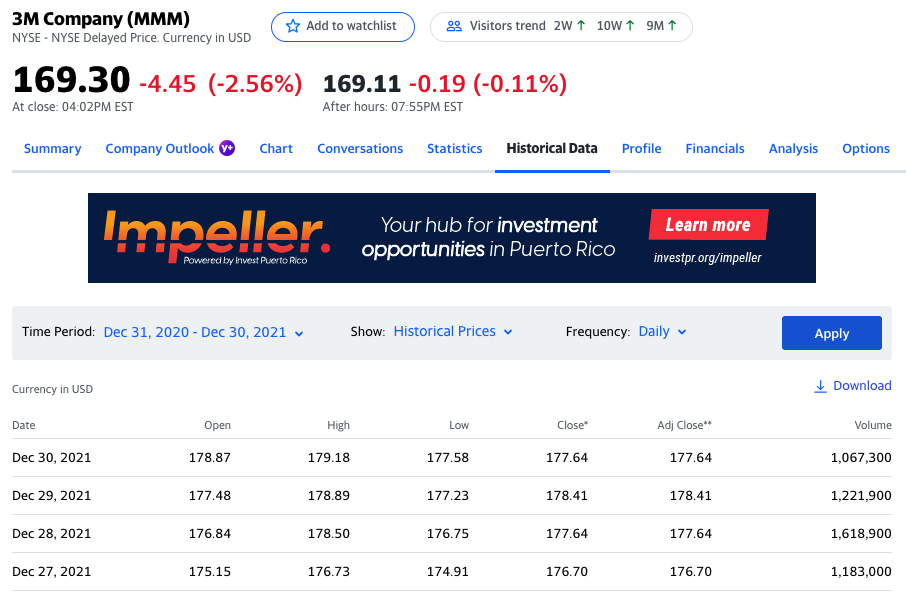 3M Company (MMM)
NYSE - NYSE Delayed Price. Currency in USD
Add to watchlist
Visitors trend 2W ↑ 10W ↑ 9M ↑
169.30 -4.45 (-2.56%) 169.11 -0.19 (-0.11%)
At close: 04:02PM EST After hours: 07:55PM EST
Summary Company Outlook y+ Chart Conversations Statistics Historical Data Profile Financials Analysis Options
Impeller.
Powered by Invest Puerto Rico
Your hub for investment
opportunities in Puerto Rico
Learn more
investpr.org/impeller
Time Period: Dec 31, 2020 - Dec 30, 2021 Show: Historical Prices Frequency: Daily Apply
Currency in USD Download
Date Open High Low Close* Adj Close** Volume
Dec 30, 2021 178.87 179.18 177.58 177.64 177.64 1,067,300
Dec 29, 2021 177.48 178.89 177.23 178.41 178.41 1,221,900
Dec 28, 2021 176.84 178.50 176.75 177.64 177.64 1,618,900
Dec 27, 2021 175.15 176.73 174.91 176.70 176.70 1,183,000